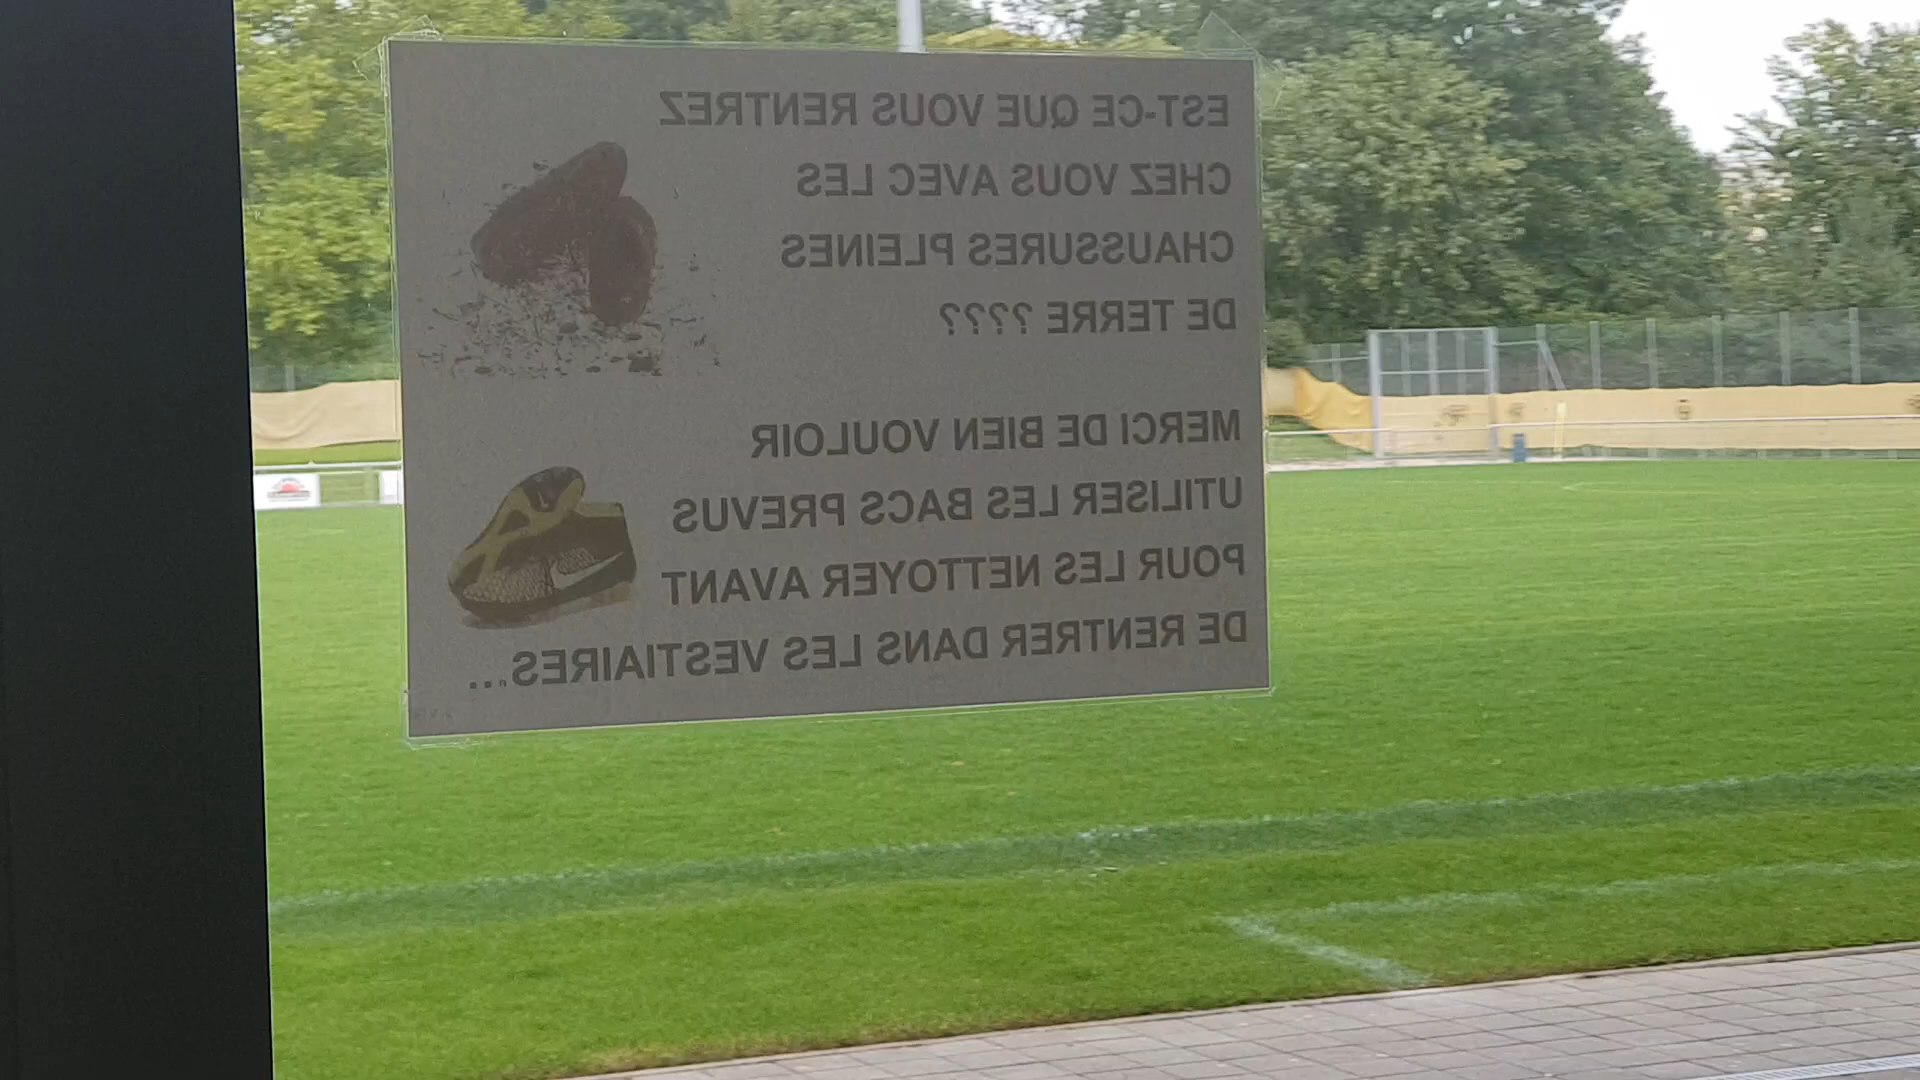 EST-CE QUE VOUS RENTREZ
CHEZ VOUS AVEC LES
CHAUSSURES PLEINES
DE TERRE ????
MERCI DE BIEN VOULOIR
UTILISER LES BACS PREVUS
POUR LES NETTOYER AVANT
DE RENTRER DANS LES VESTIAIRES...